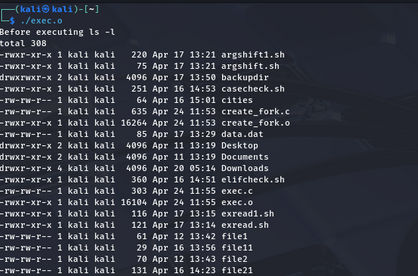 (kali㉿kali)-[~]
$ ./exec.o
Before executing ls -l
total 308
-rwxr-xr-x 1 kali kali 220 Apr 17 13:21 argshift1.sh
-rwxr-xr-x 1 kali kali 75 Apr 17 13:21 argshift.sh
drwxrwxr-x 2 kali kali 4096 Apr 17 13:50 backupdir
-rwxr-xr-x 1 kali kali 251 Apr 16 14:53 casecheck.sh
-rw-rw-r-- 1 kali kali 64 Apr 16 15:01 cities
-rw-rw-r-- 1 kali kali 635 Apr 24 11:53 create_fork.c
-rwxrwxr-x 1 kali kali 16264 Apr 24 11:53 create_fork.o
-rw-rw-r-- 1 kali kali 85 Apr 17 13:29 data.dat
drwxr-xr-x 2 kali kali 4096 Apr 11 13:19 Desktop
drwxr-xr-x 2 kali kali 4096 Apr 11 13:19 Documents
drwxr-xr-x 4 kali kali 4096 Apr 20 05:14 Downloads
-rwxr-xr-x 1 kali kali 360 Apr 16 14:51 elifcheck.sh
-rw-rw-r-- 1 kali kali 303 Apr 24 11:55 exec.c
-rwxrwxr-x 1 kali kali 16104 Apr 24 11:55 exec.o
-rwxr-xr-x 1 kali kali 116 Apr 17 13:15 exread1.sh
-rwxr-xr-x 1 kali kali 121 Apr 17 13:14 exread.sh
-rw-rw-r-- 1 kali kali 61 Apr 12 13:42 file1
-rw-rw-r-- 1 kali kali 29 Apr 16 13:56 file11
-rw-rw-r-- 1 kali kali 70 Apr 12 13:43 file2
-rw-rw-r-- 1 kali kali 131 Apr 16 14:23 file21